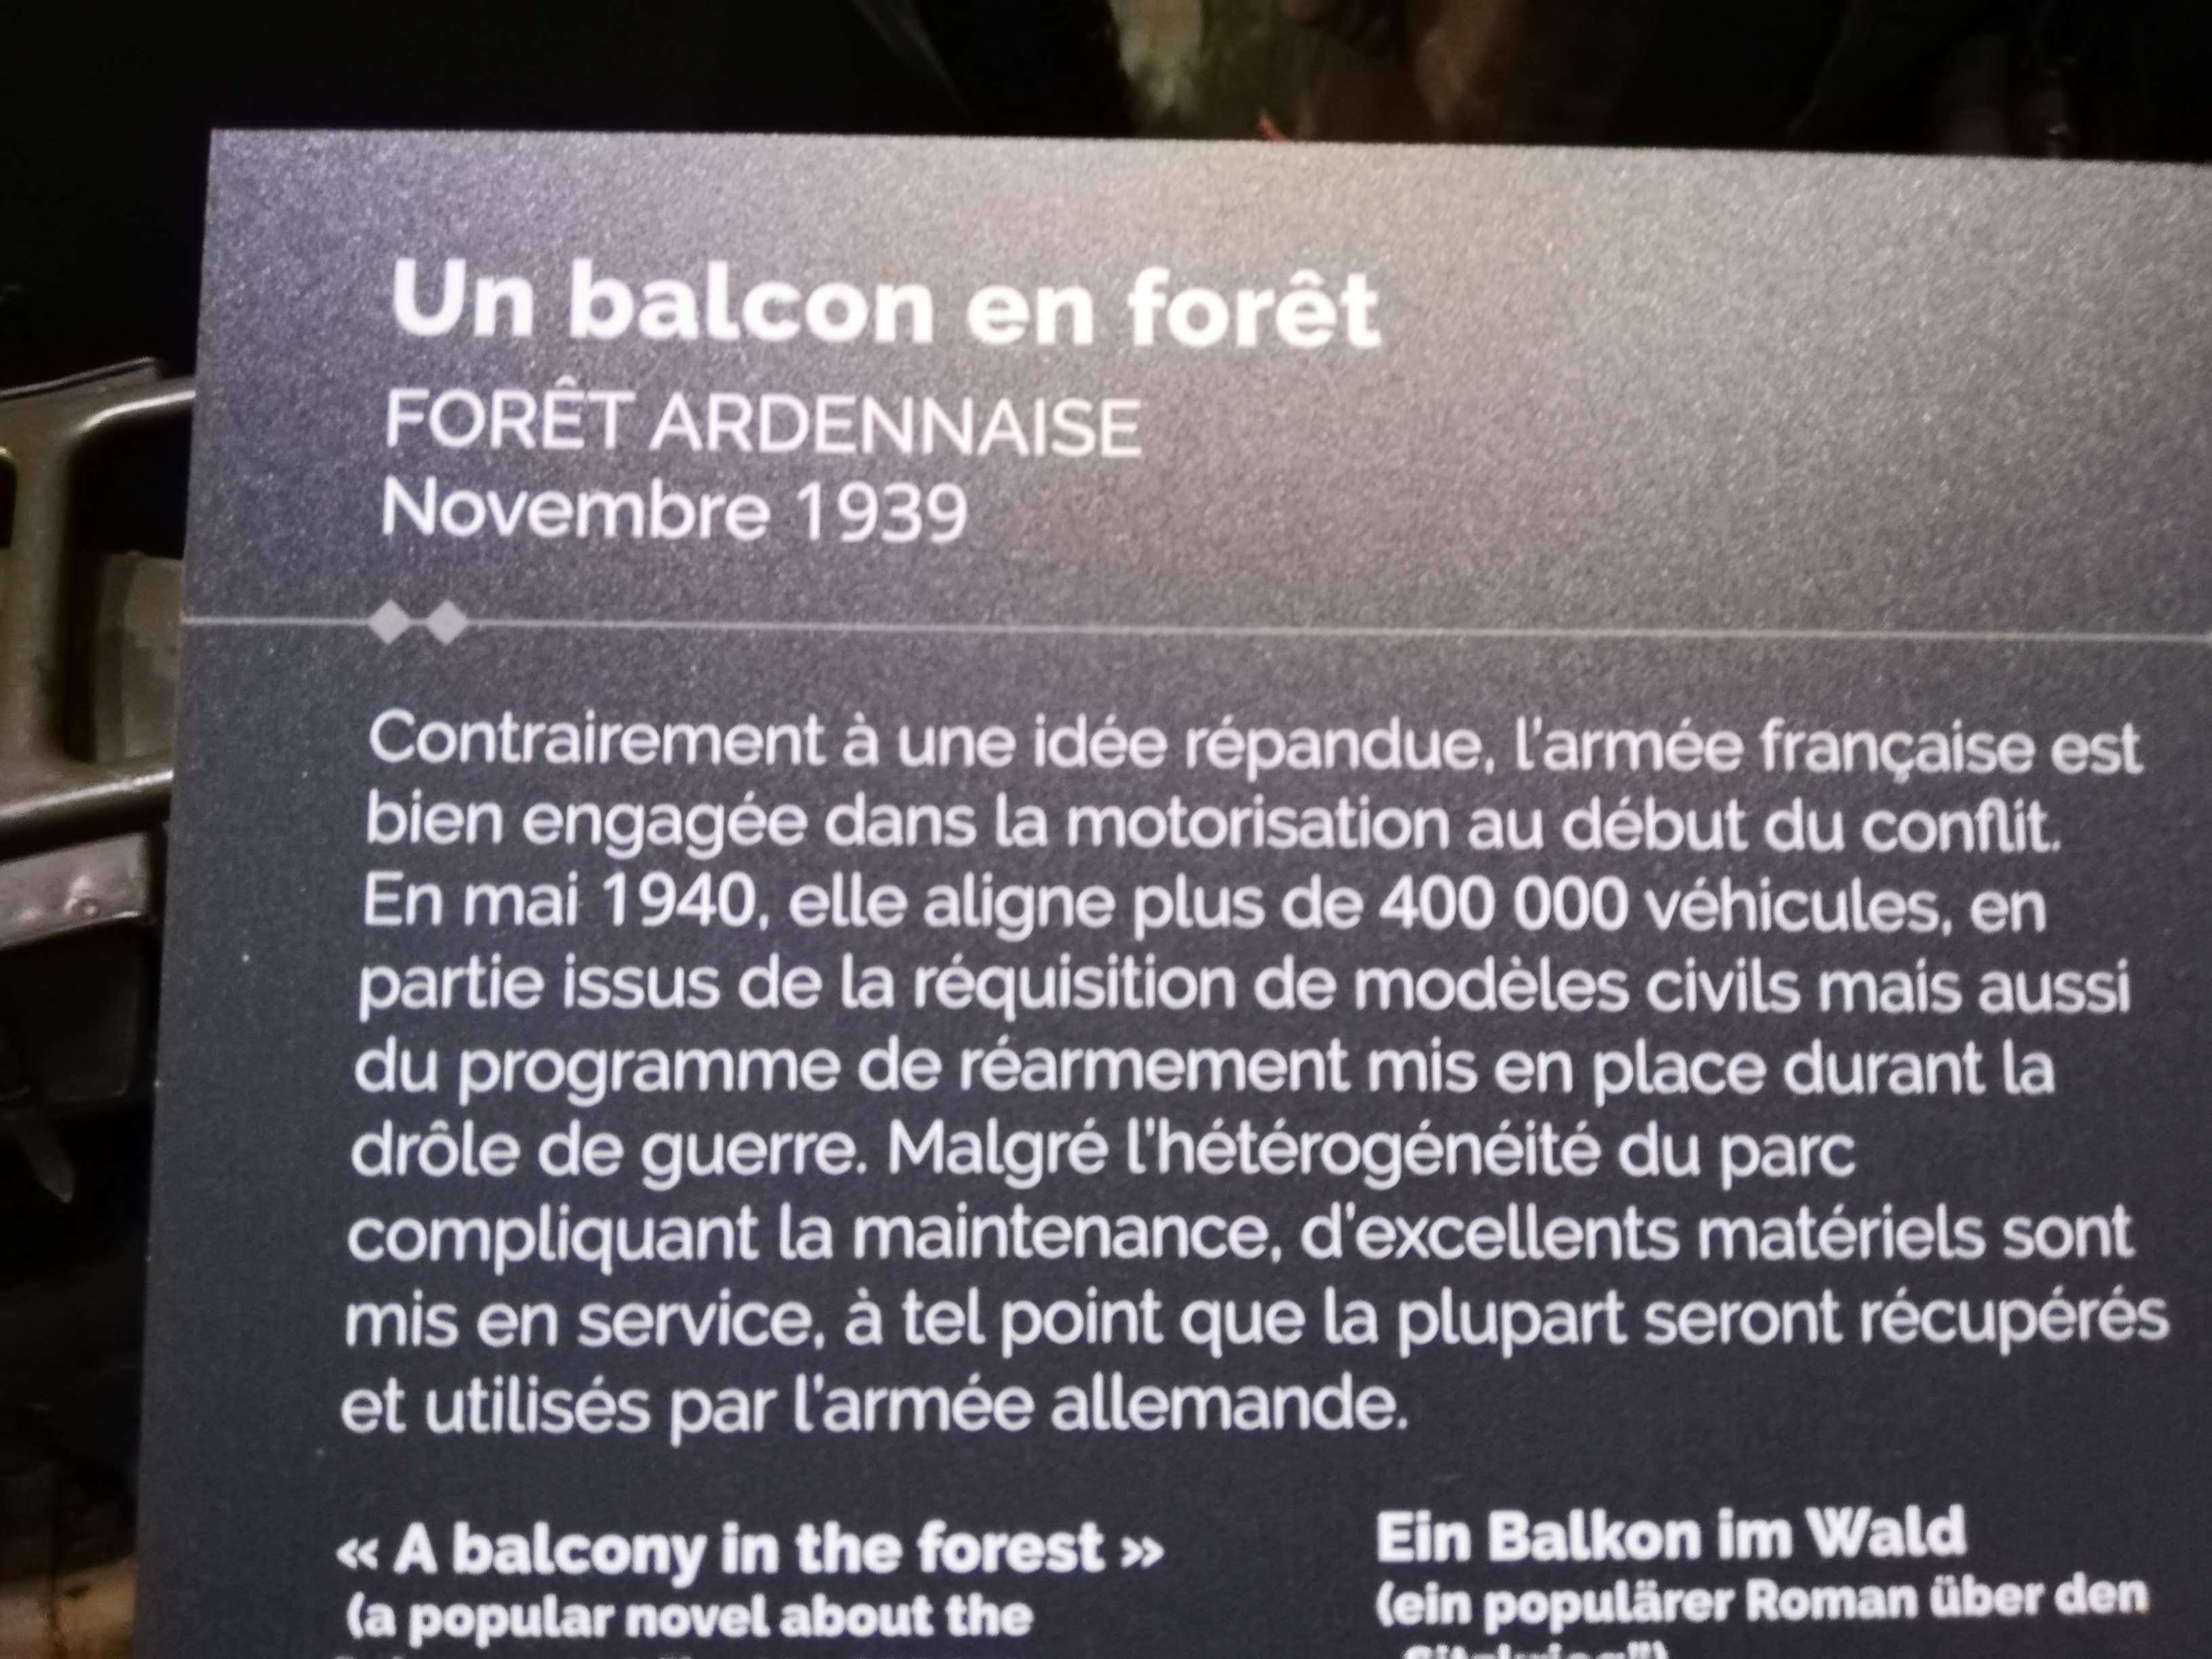 Un balcon en forêt
FORÊT ARDENNAISE
Novembre 1939
Contrairement à une idée répandue, l'armée française est
bien engagée dans la motorisation au début du conflit.
En mai 1940, elle aligne plus de 400 000 véhicules, en
partie issus de la réquisition de modèles civils mais aussi
du programme de réarmement mis en place durant la
drôle de guerre. Malgré l'hétérogénéité du parc
compliquant la maintenance, d'excellents matériels sont
mis en service, à tel point que la plupart seront récupérés
et utilisés par l'armée allemande.
« A balcony in the forest »
(a popular novel about the
Ein Balkon im Wald
(ein populärer Roman über den